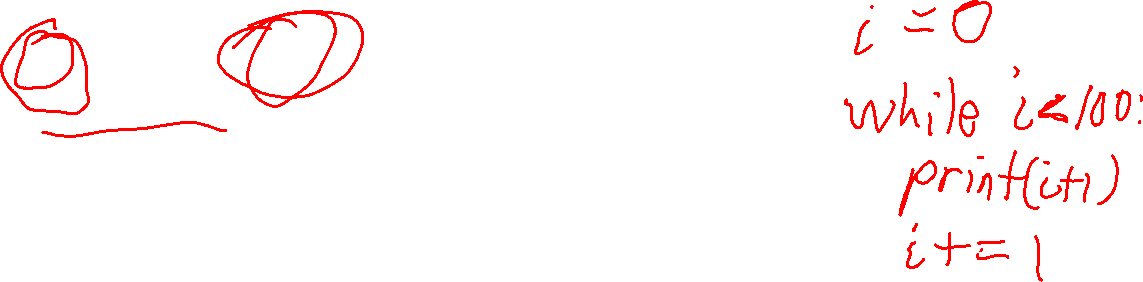 i = 0
while i<100:
print(i+1)
i += 1